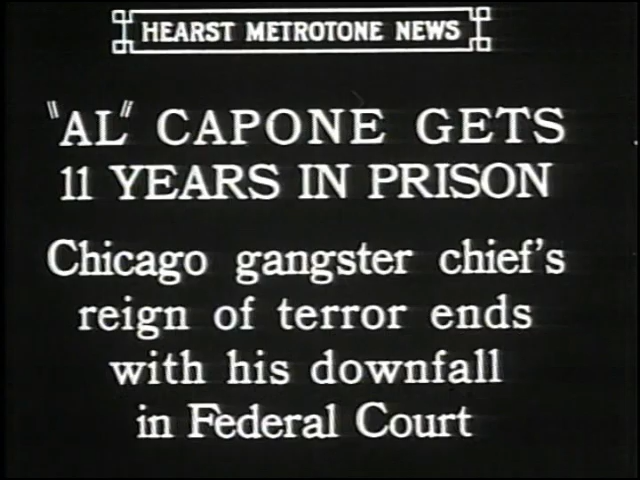 HEARST METROTONE NEWS
"AL" CAPONE GETS
11 YEARS IN PRISON
Chicago gangster chief's
reign of terror ends
with his downfall
in Federal Court